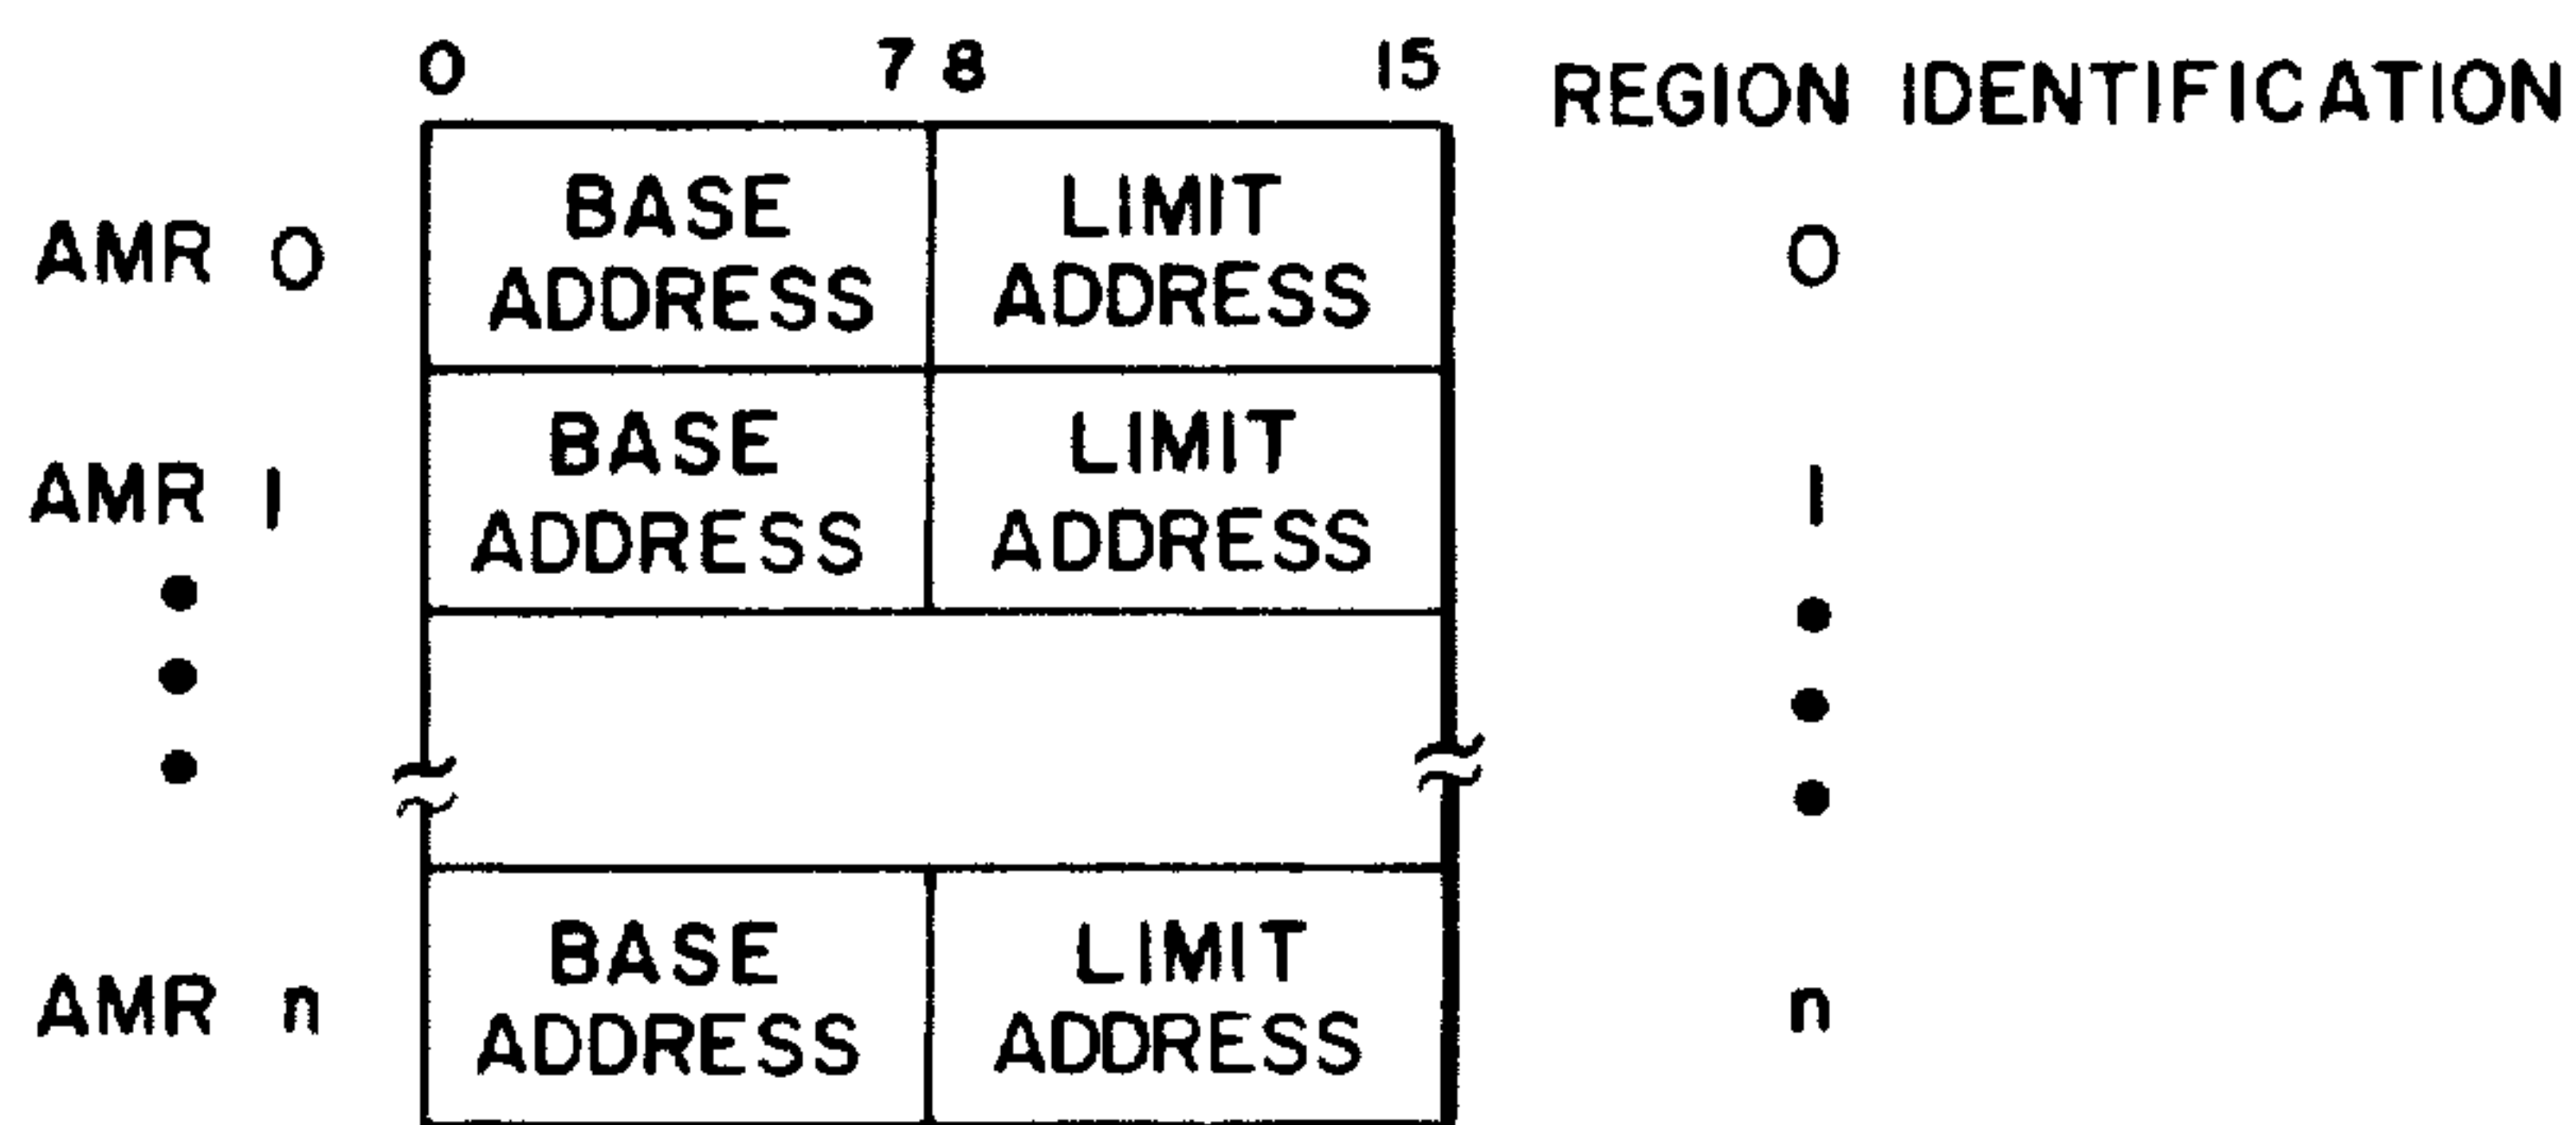 0 7 8 15 REGION IDENTIFICATION
AMR 0 BASE ADDRESS LIMIT ADDRESS 0
AMR 1 BASE ADDRESS LIMIT ADDRESS 1
AMR n BASE ADDRESS LIMIT ADDRESS n